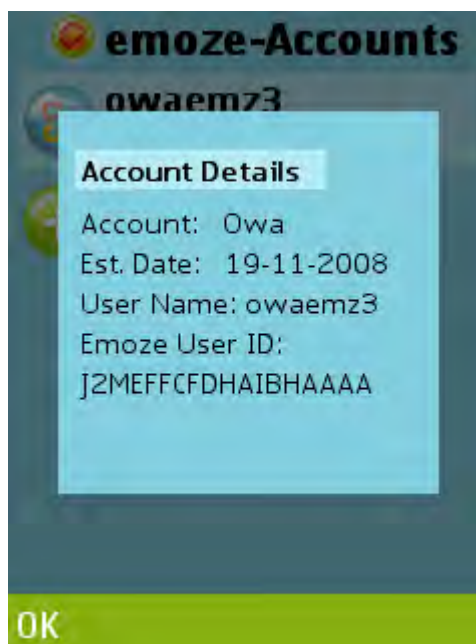 emoze-Accounts
owaemz3
Account Details
Account: Owa
Est. Date: 19-11-2008
User Name: owaemz3
Emoze User ID:
J2MEFFCFDHAIBHAAAA
OK